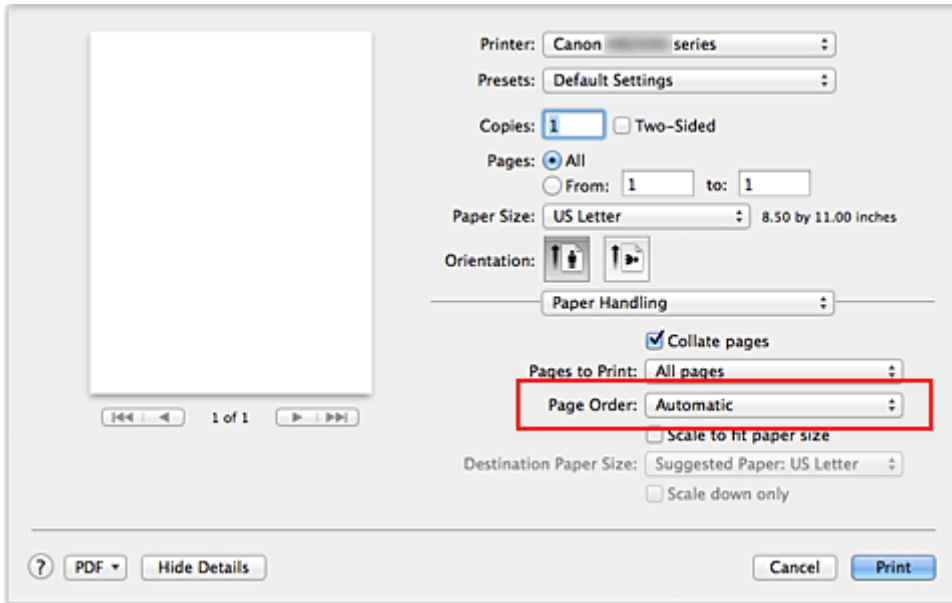 Printer: Canon series
Presets: Default Settings
Copies: 1 Two-Sided
Pages: All
From: 1 to: 1
Paper Size: US Letter 8.50 by 11.00 inches
Orientation:
Paper Handling
Collate pages
Pages to Print: All pages
Page Order: Automatic
Scale to fit paper size
Destination Paper Size: Suggested Paper: US Letter
Scale down only
1 of 1
? PDF Hide Details Cancel Print